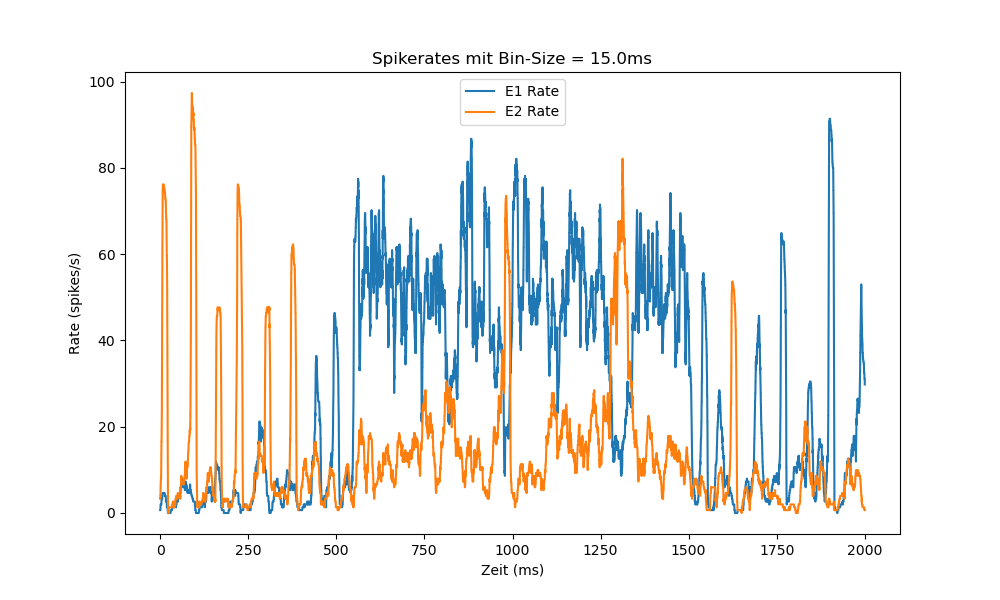 Spikerates mit Bin-Size = 15.0ms
E1 Rate
E2 Rate
100
80
60
40
20
0
Rate (spikes/s)
0 250 500 750 1000 1250 1500 1750 2000
Zeit (ms)